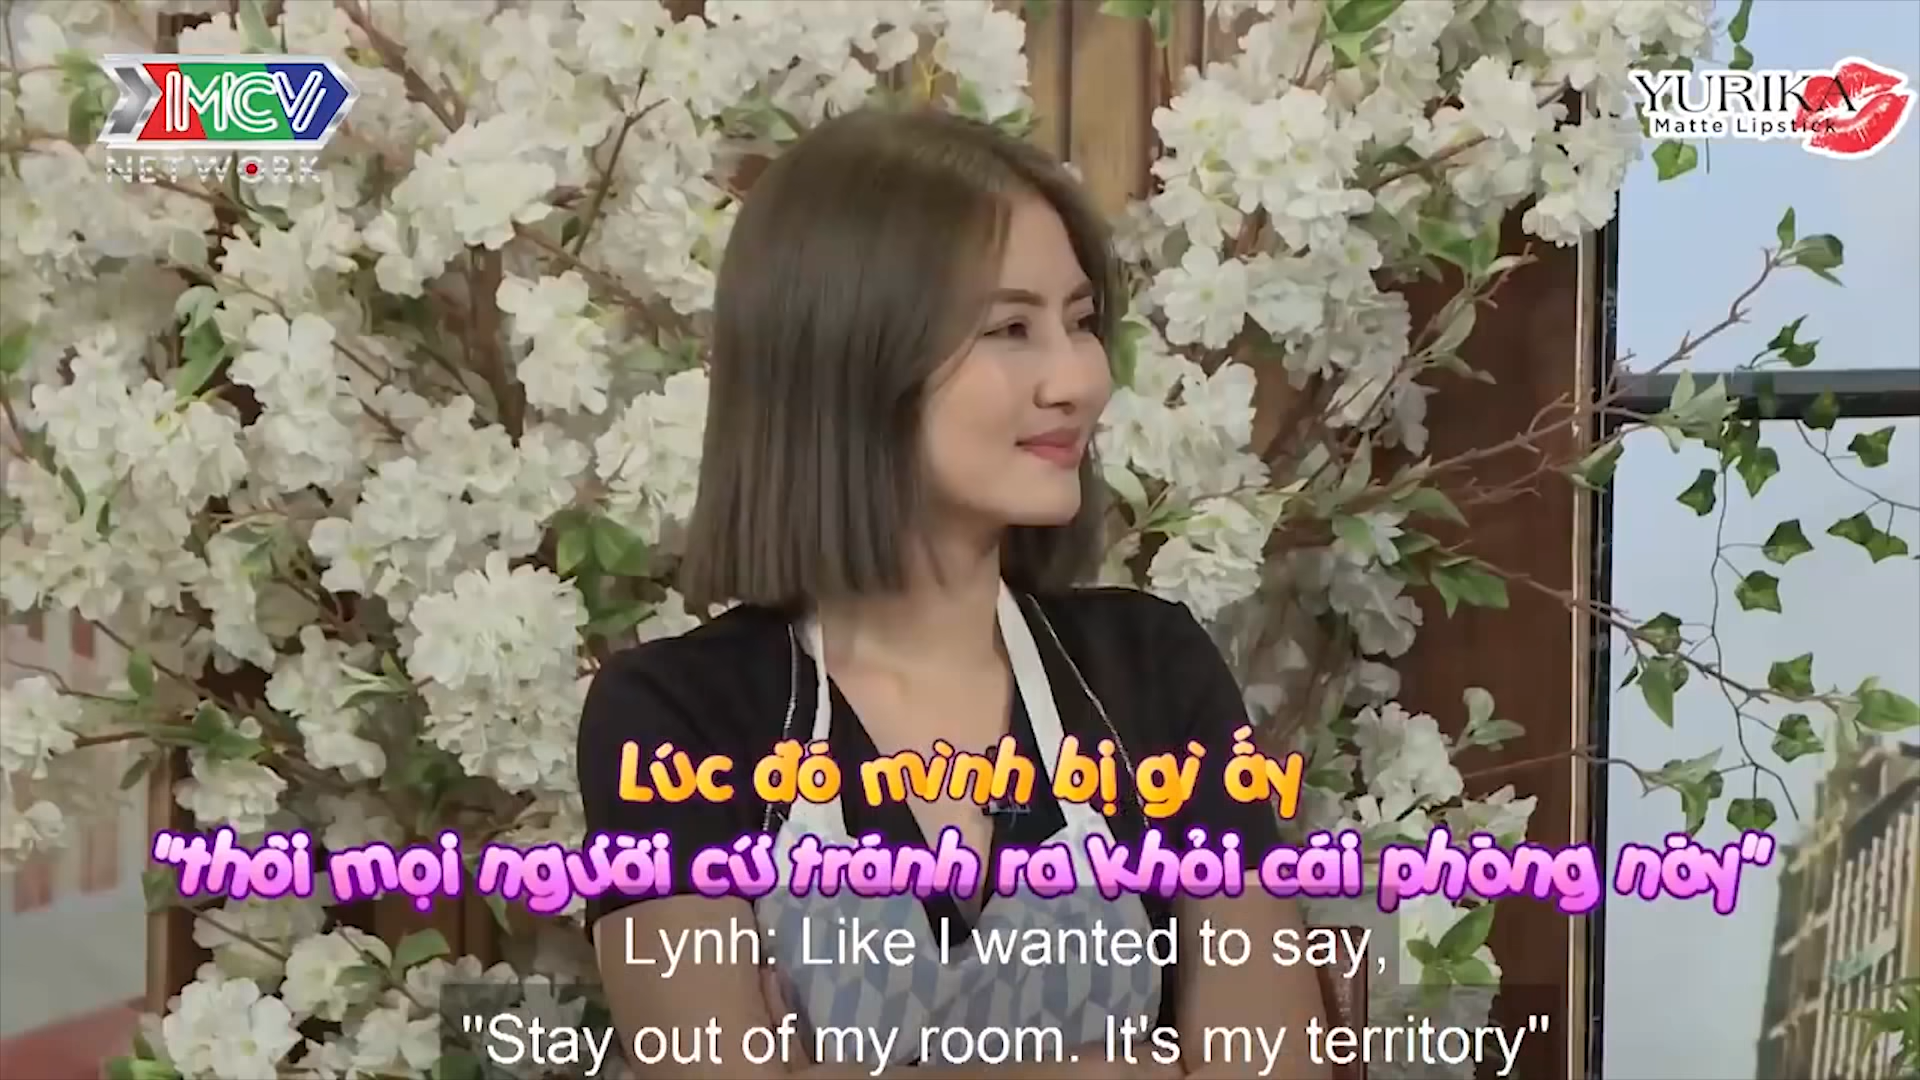 MCV
NETWORK
YURIKA
Matte Lipstick
Lúc đó mình bị gì ấy
"thôi mọi người cứ tránh ra khỏi cái phòng này"
Lynh: Like I wanted to say,
"Stay out of my room. It's my territory"